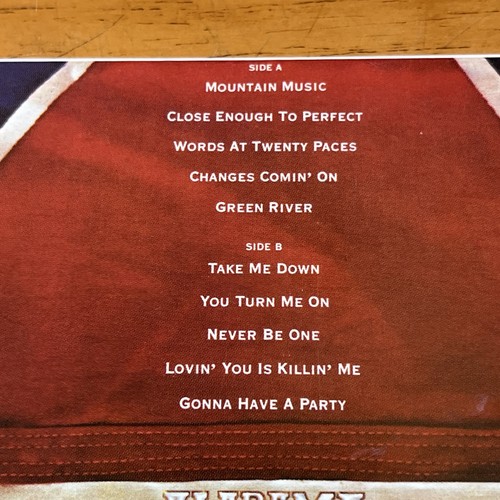 SIDE A
MOUNTAIN MUSIC
CLOSE ENOUGH TO PERFECT
WORDS AT TWENTY PACES
CHANGES COMIN' ON
GREEN RIVER
SIDE B
TAKE ME DOWN
YOU TURN ME ON
NEVER BE ONE
LOVIN' YOU IS KILLIN' ME
GONNA HAVE A PARTY